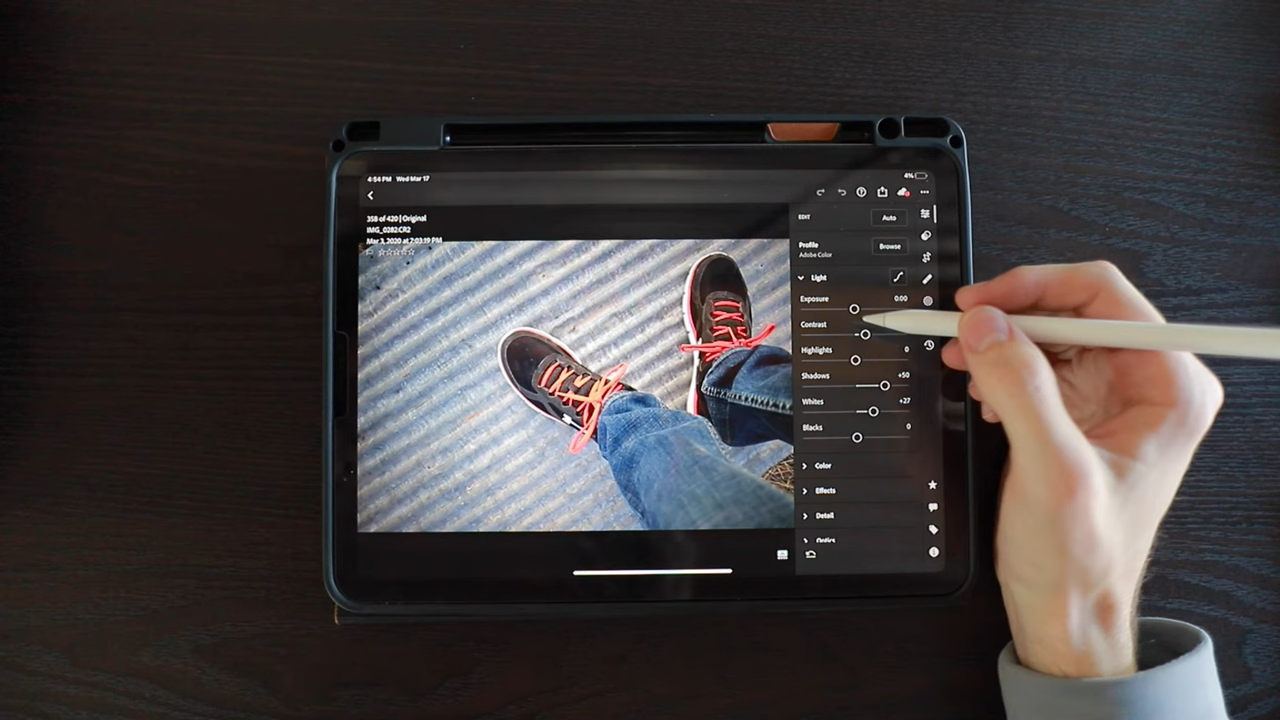 4:54 PM Wed Mar 17
4%
358 of 420 | Original
IMG_0282.CR2
Mar 3, 2020 at 7:03:19 PM
EDIT
Auto
Profile
Adobe Color
Browse
Light
Exposure 0.00
Contrast
Highlights 0
Shadows +50
Whites +27
Blacks 0
Color
Effects
Detail
Optics